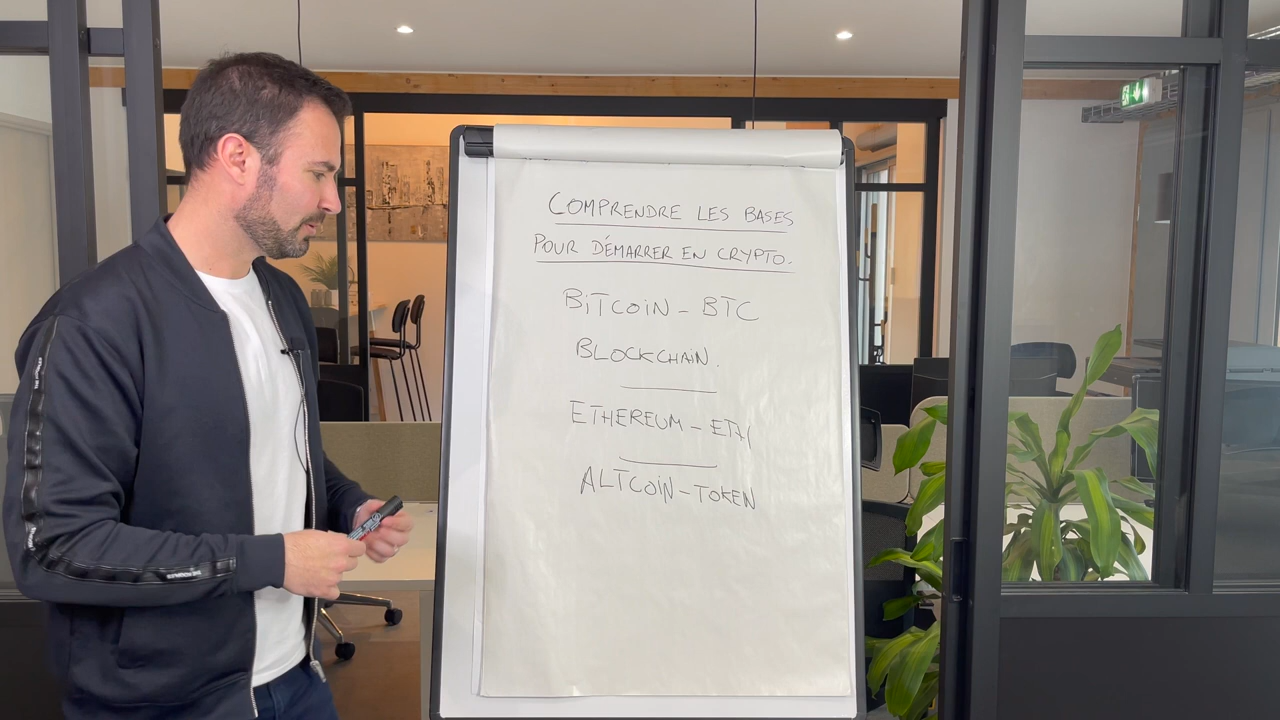 COMPRENDRE LES BASES
POUR DÉMARRER EN CRYPTO.
BITCOIN - BTC
BLOCKCHAIN.
ETHEREUM - ETH
ALTCOIN - TOKEN